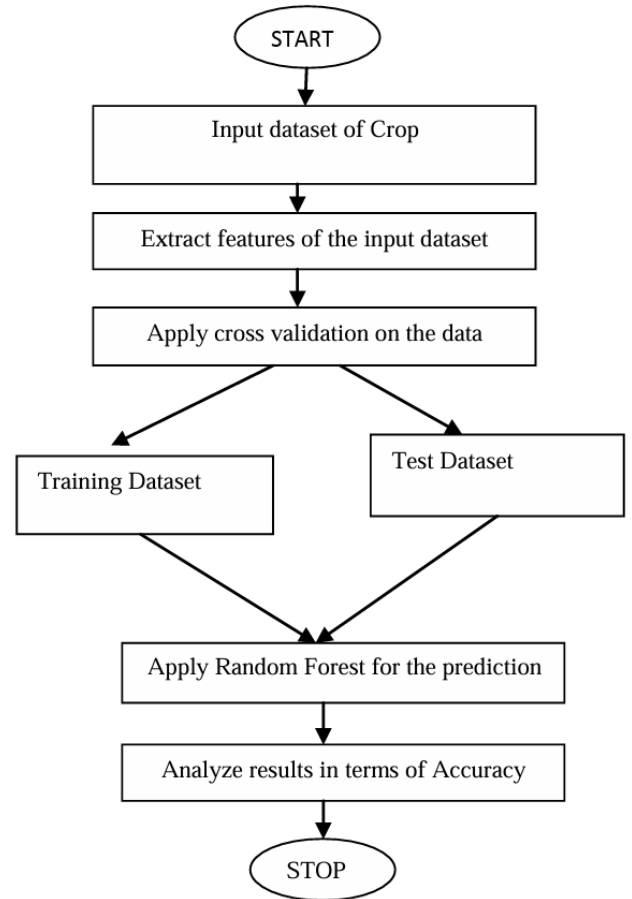 START
Input dataset of Crop
Extract features of the input dataset
Apply cross validation on the data
Training Dataset
Test Dataset
Apply Random Forest for the prediction
Analyze results in terms of Accuracy
STOP